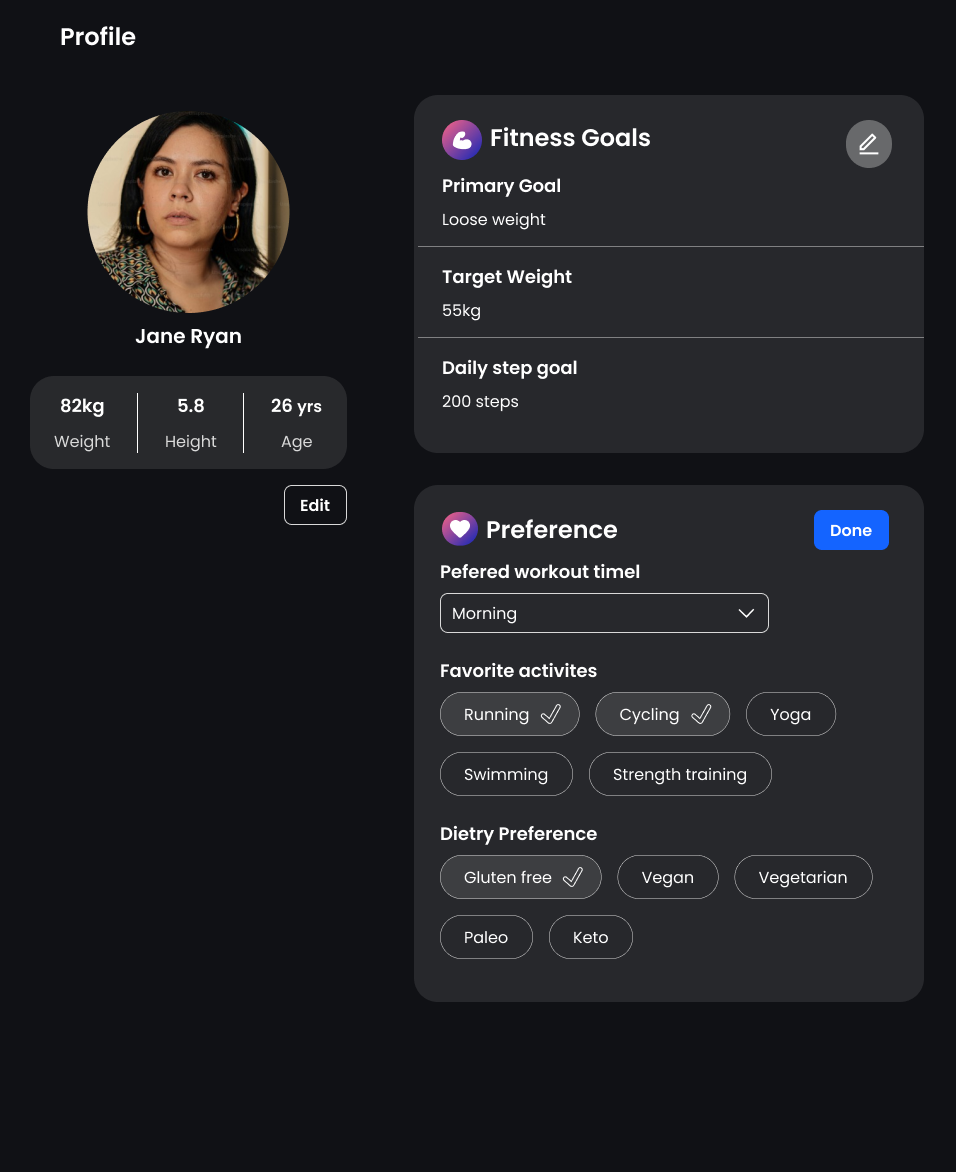 Profile
Jane Ryan
82kg 5.8 26 yrs
Weight Height Age
Edit
Fitness Goals
Primary Goal
Loose weight
Target Weight
55kg
Daily step goal
200 steps
Preference
Done
Pefered workout timel
Morning
Favorite activites
Running Cycling Yoga
Swimming Strength training
Dietry Preference
Gluten free Vegan Vegetarian
Paleo Keto